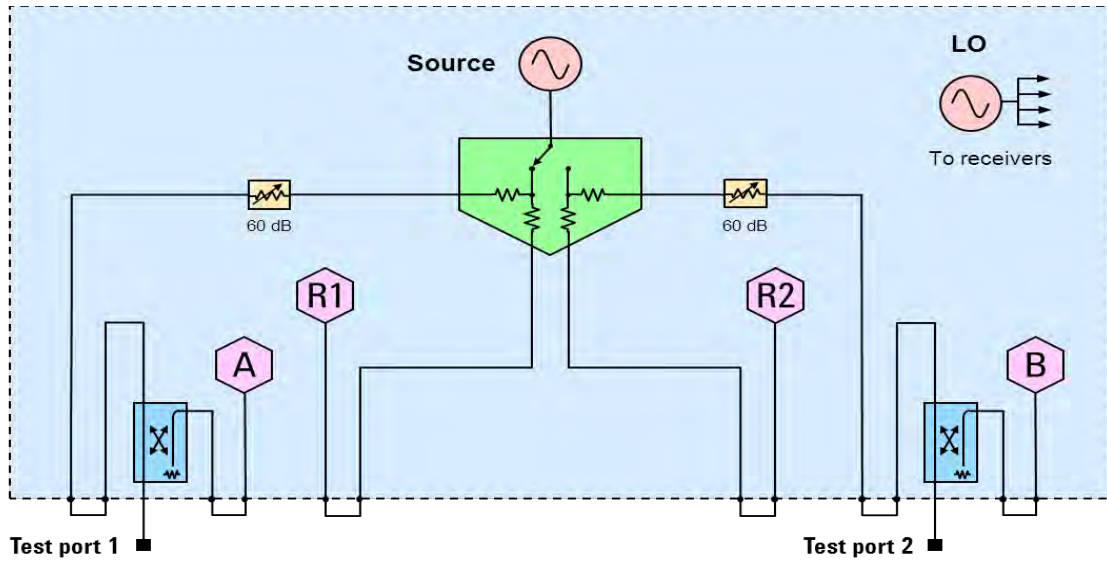 Source
LO
To receivers
60 dB
60 dB
R1
R2
A
B
Test port 1
Test port 2